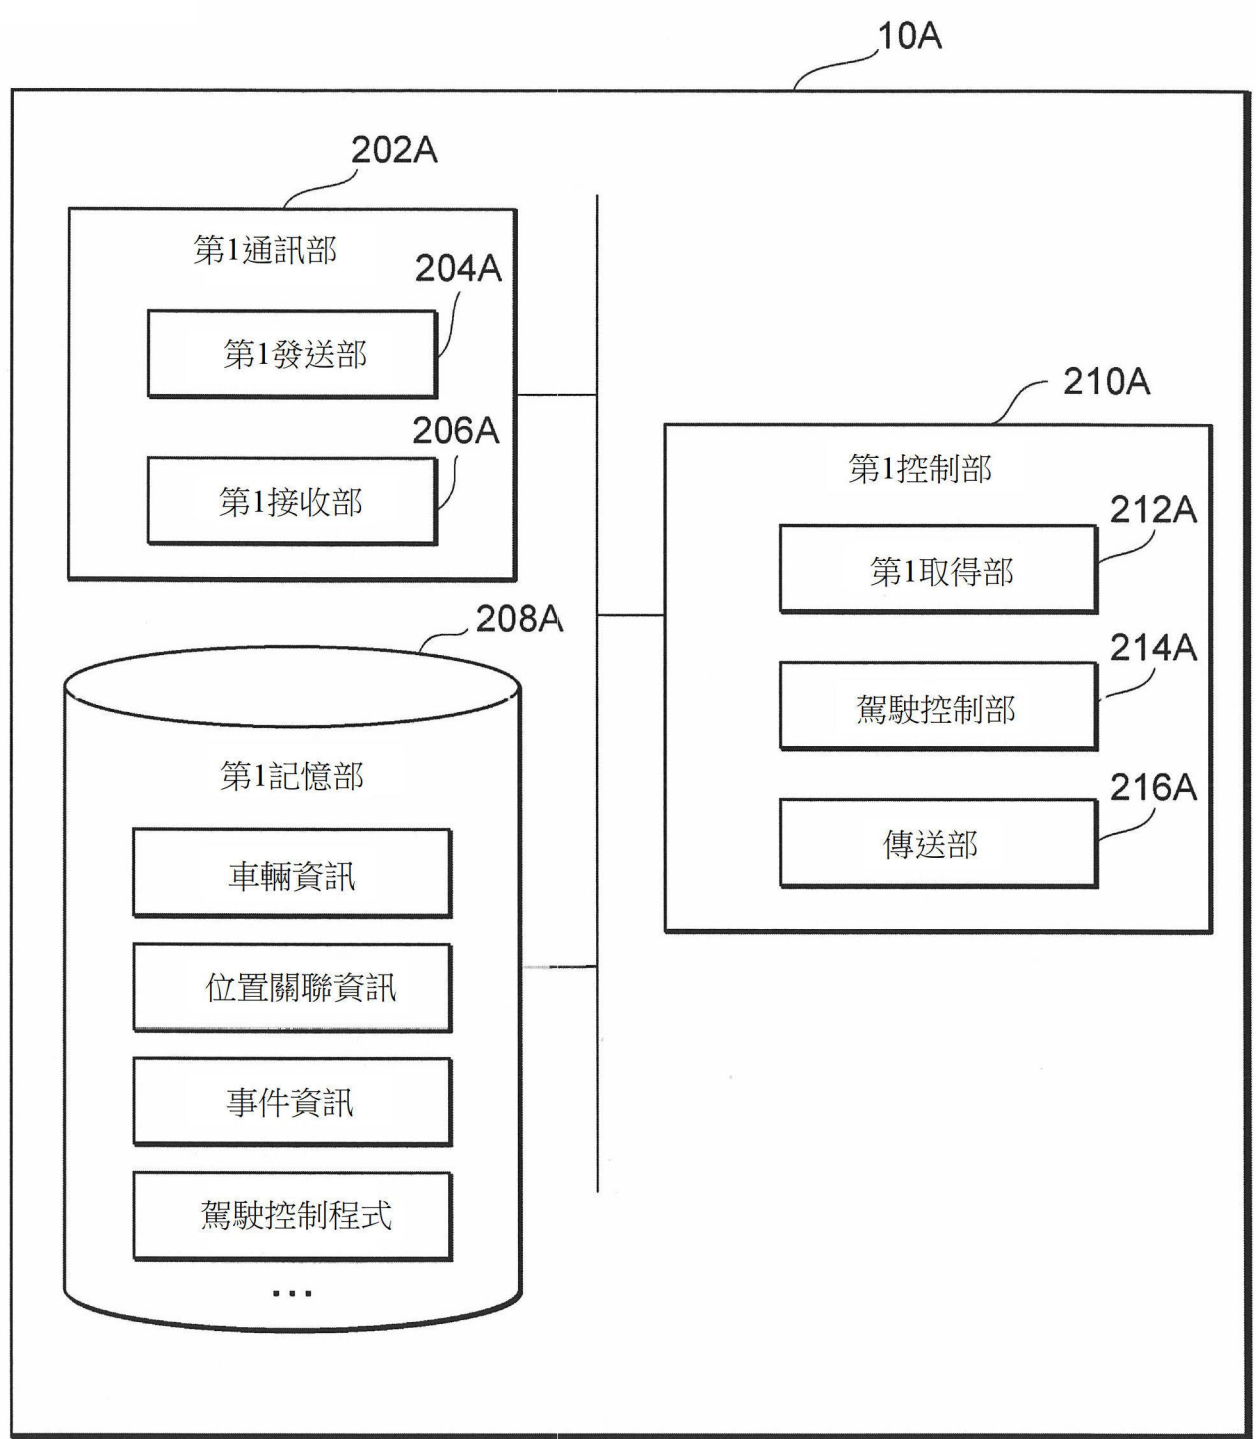 10A
202A
第1通訊部
204A
第1發送部
206A
第1接收部
208A
第1記憶部
車輛資訊
位置關聯資訊
事件資訊
駕駛控制程式
...
210A
第1控制部
212A
第1取得部
214A
駕駛控制部
216A
傳送部